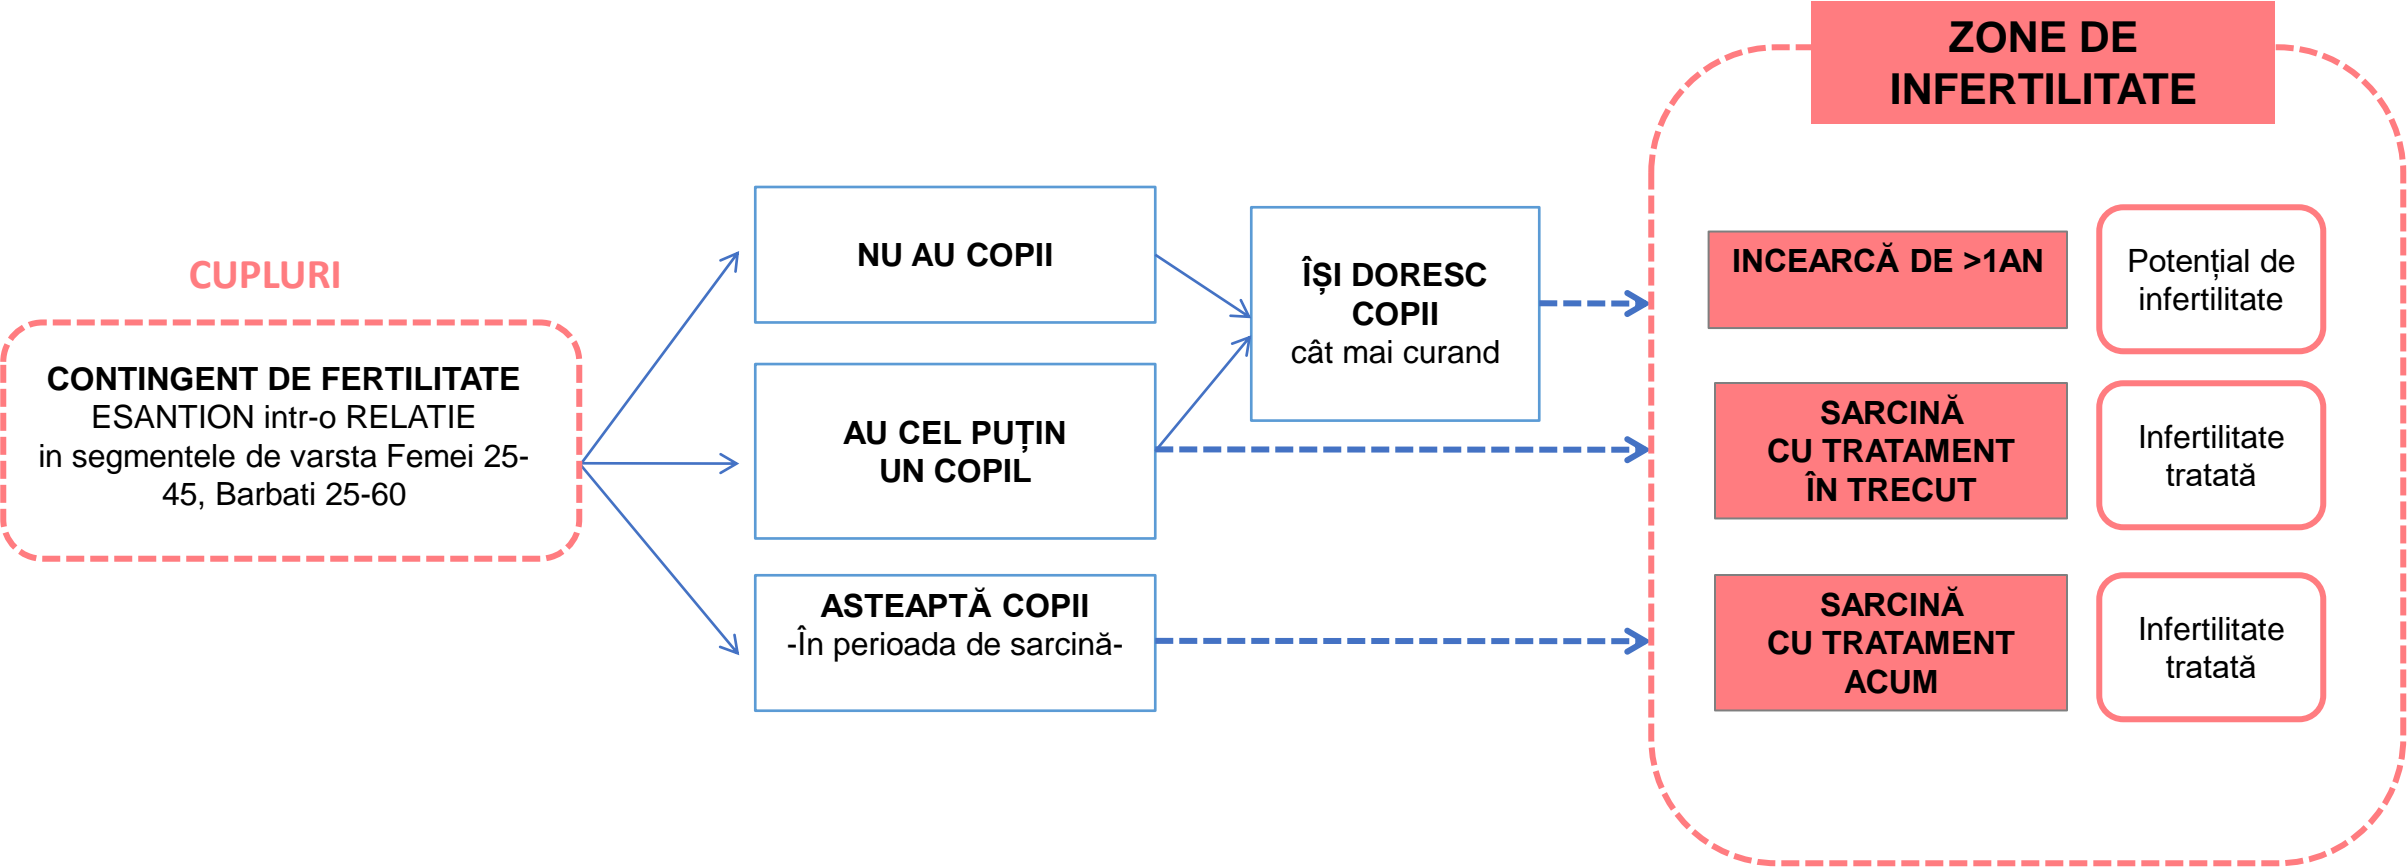 ZONE DE
INFERTILITATE
CUPLURI
CONTINGENT DE FERTILITATE
ESANTION intr-o RELATIE
in segmentele de varsta Femei 25-
45, Barbati 25-60
NU AU COPII
AU CEL PUȚIN
UN COPIL
ASTEAPTĂ COPII
-În perioada de sarcină-
ÎȘI DORESC
COPII
cât mai curand
INCEARCĂ DE >1AN
Potențial de
infertilitate
SARCINĂ
CU TRATAMENT
ÎN TRECUT
Infertilitate
tratată
SARCINĂ
CU TRATAMENT
ACUM
Infertilitate
tratată